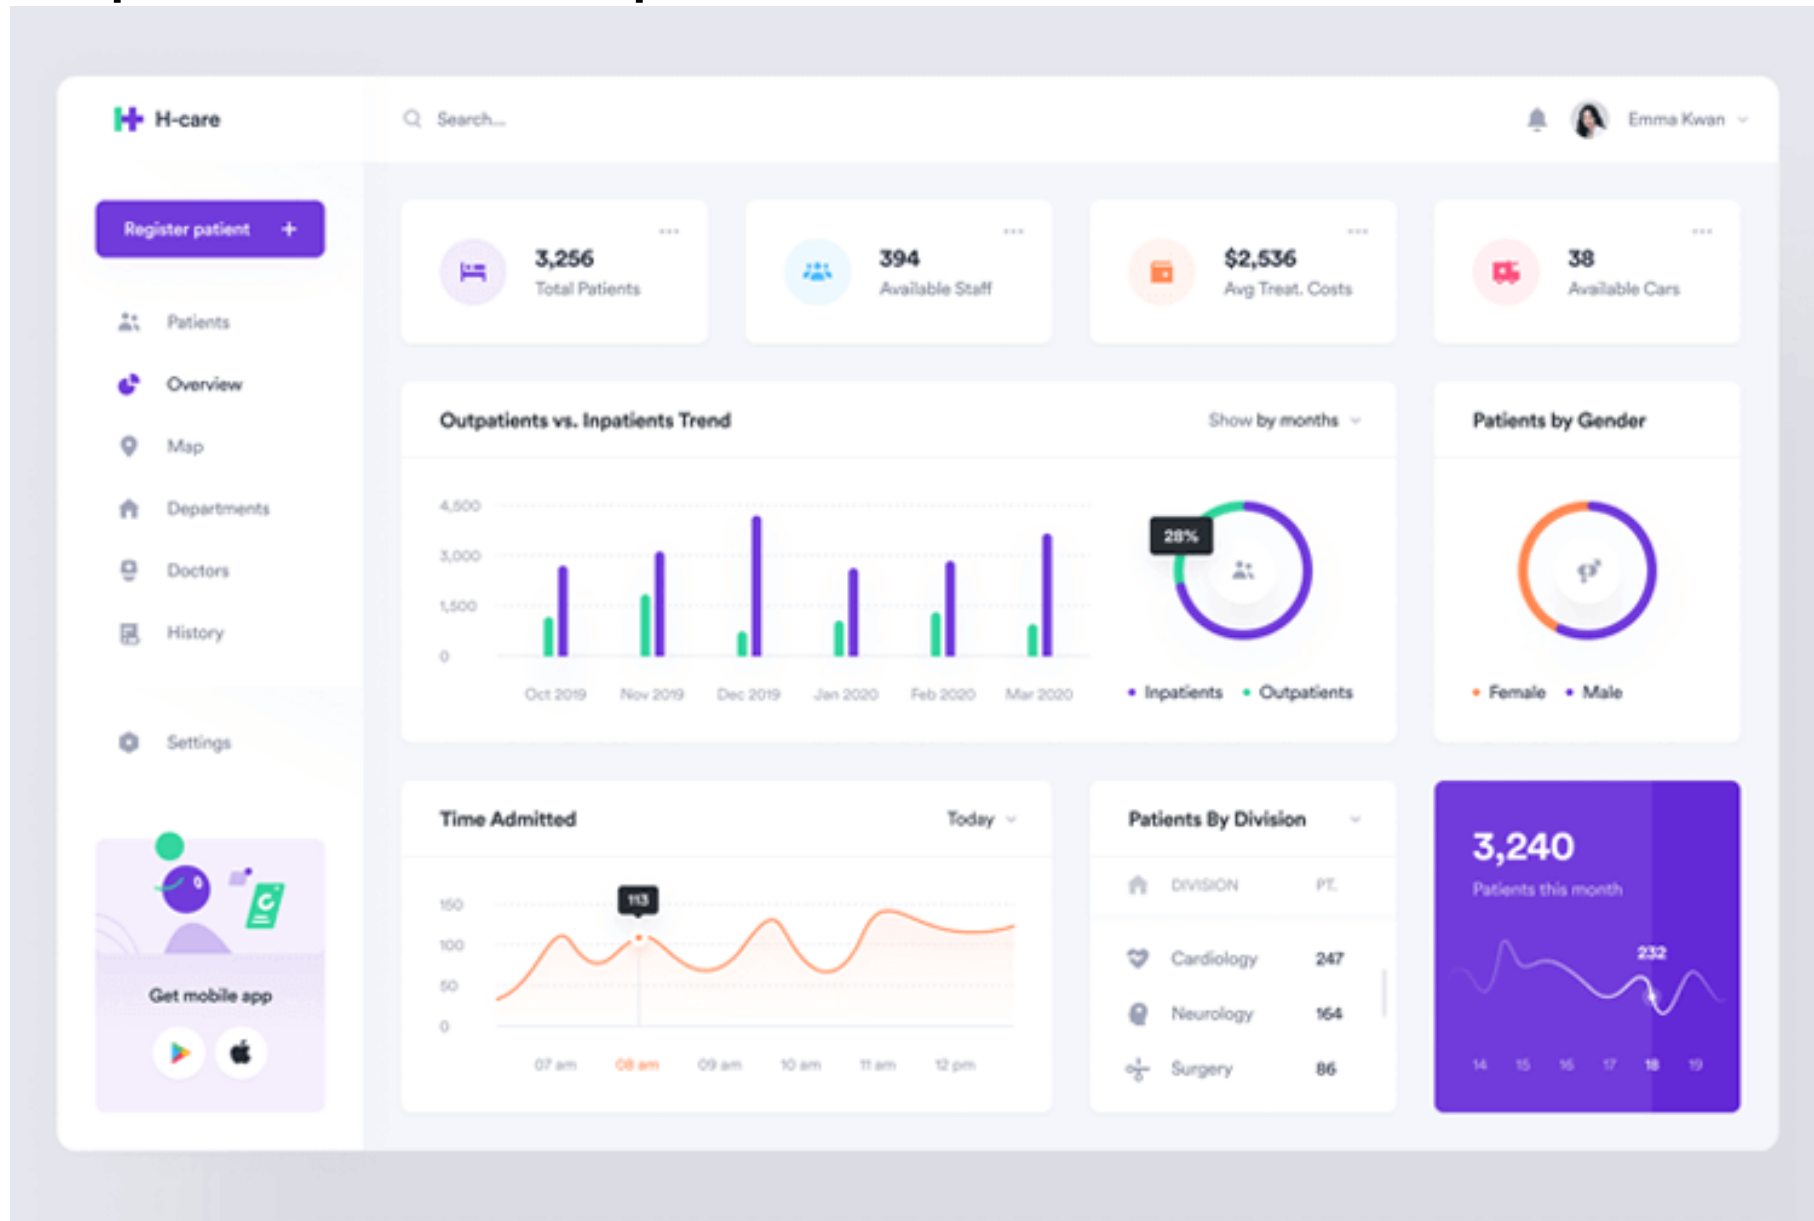 H-care
Search...
Emma Kwan
Register patient +
Patients
Overview
Map
Departments
Doctors
History
Settings
Get mobile app
3,256
Total Patients
394
Available Staff
$2,536
Avg Treat. Costs
38
Available Cars
Outpatients vs. Inpatients Trend
Show by months
4,500
3,000
1,500
0
Oct 2019 Nov 2019 Dec 2019 Jan 2020 Feb 2020 Mar 2020
28%
Inpatients Outpatients
Patients by Gender
Female Male
Time Admitted
Today
150
100
50
0
113
07 am 08 am 09 am 10 am 11 am 12 pm
Patients By Division
DIVISION PT.
Cardiology 247
Neurology 164
Surgery 86
3,240
Patients this month
232
14 15 16 17 18 19